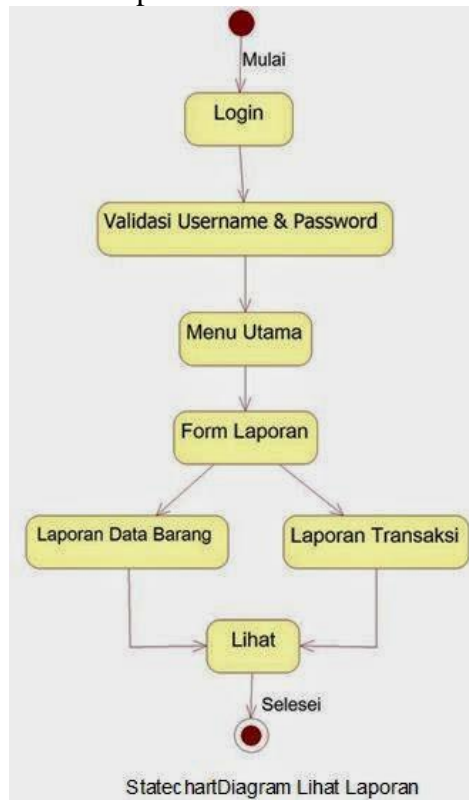 Mulai
Login
Validasi Username & Password
Menu Utama
Form Laporan
Laporan Data Barang
Laporan Transaksi
Lihat
Selesei
StatechartDiagram Lihat Laporan